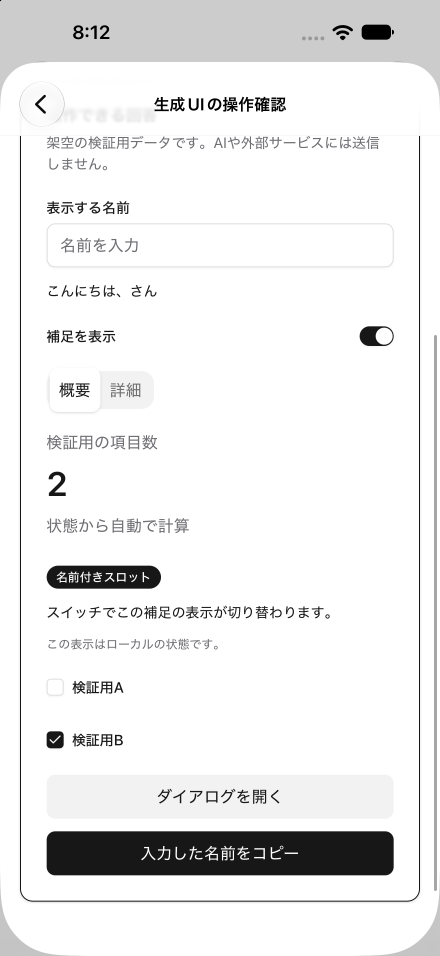 8:12
生成UIの操作確認
架空の検証用データです。AIや外部サービスには送信
しません。
表示する名前
名前を入力
こんにちは、さん
補足を表示
概要 詳細
検証用の項目数
2
状態から自動で計算
名前付きスロット
スイッチでこの補足の表示が切り替わります。
この表示はローカルの状態です。
検証用A
検証用B
ダイアログを開く
入力した名前をコピー